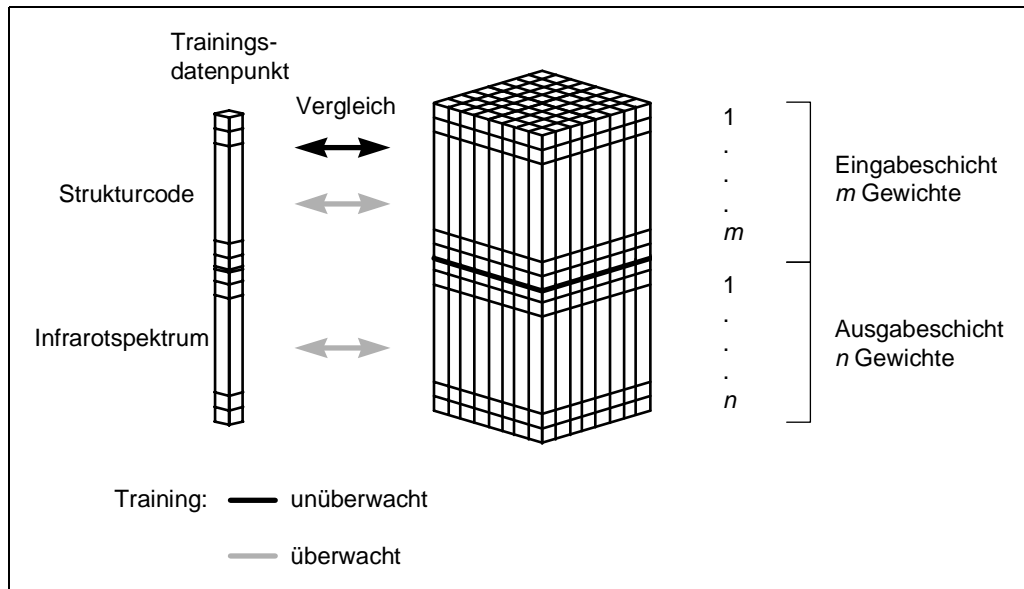 Trainings-
datenpunkt
Vergleich
Strukturcode
Infrarotspektrum
1
.
.
.
m
1
.
.
.
n
Eingabeschicht
m Gewichte
Ausgabeschicht
n Gewichte
Training:
unüberwacht
überwacht